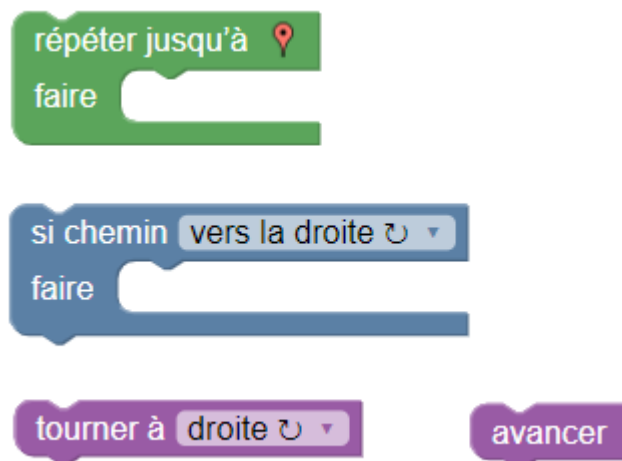 répéter jusqu’à
faire
si chemin vers la droite ↻
faire
tourner à droite ↻
avancer